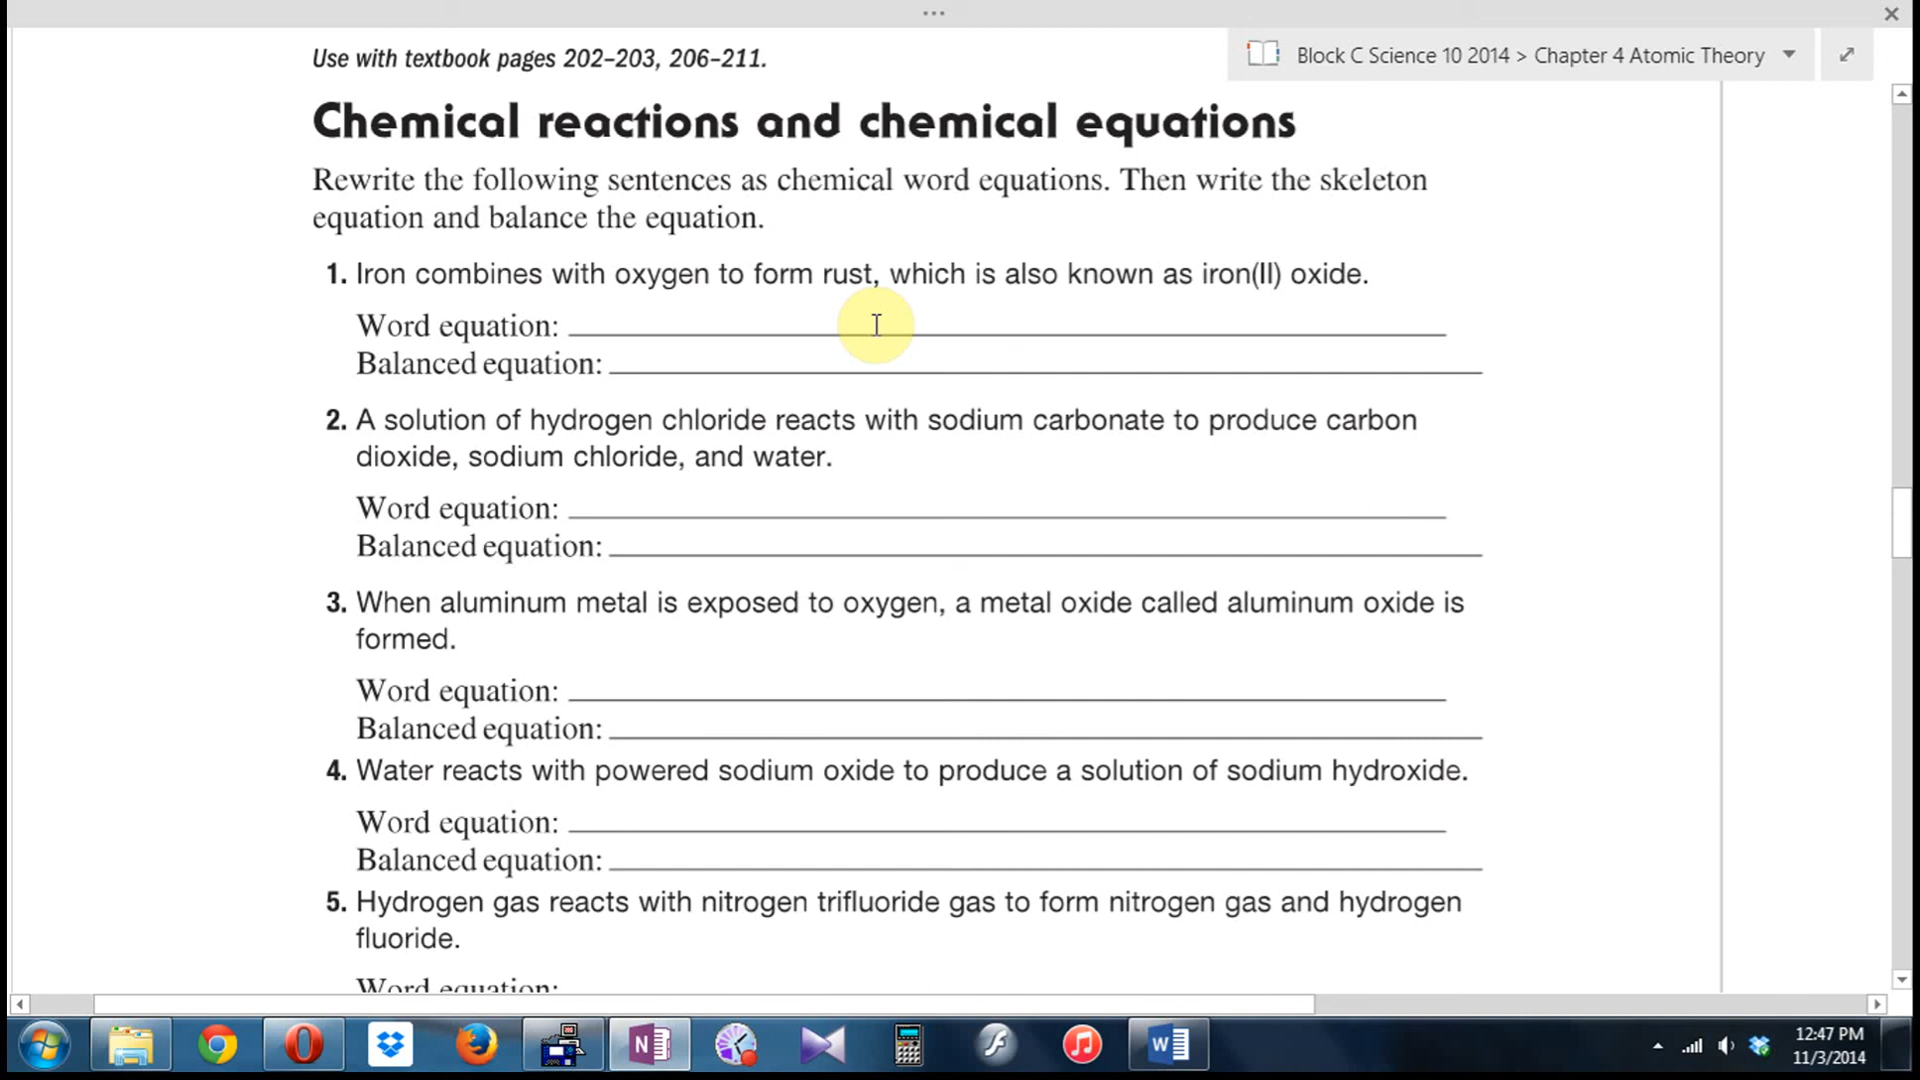 ...
Use with textbook pages 202–203, 206–211.
Block C Science 10 2014 > Chapter 4 Atomic Theory
Chemical reactions and chemical equations
Rewrite the following sentences as chemical word equations. Then write the skeleton
equation and balance the equation.
1. Iron combines with oxygen to form rust, which is also known as iron(II) oxide.
Word equation:
Balanced equation:
2. A solution of hydrogen chloride reacts with sodium carbonate to produce carbon
dioxide, sodium chloride, and water.
Word equation:
Balanced equation:
3. When aluminum metal is exposed to oxygen, a metal oxide called aluminum oxide is
formed.
Word equation:
Balanced equation:
4. Water reacts with powered sodium oxide to produce a solution of sodium hydroxide.
Word equation:
Balanced equation:
5. Hydrogen gas reacts with nitrogen trifluoride gas to form nitrogen gas and hydrogen
fluoride.
Word equation:
N
W
12:47 PM
11/3/2014